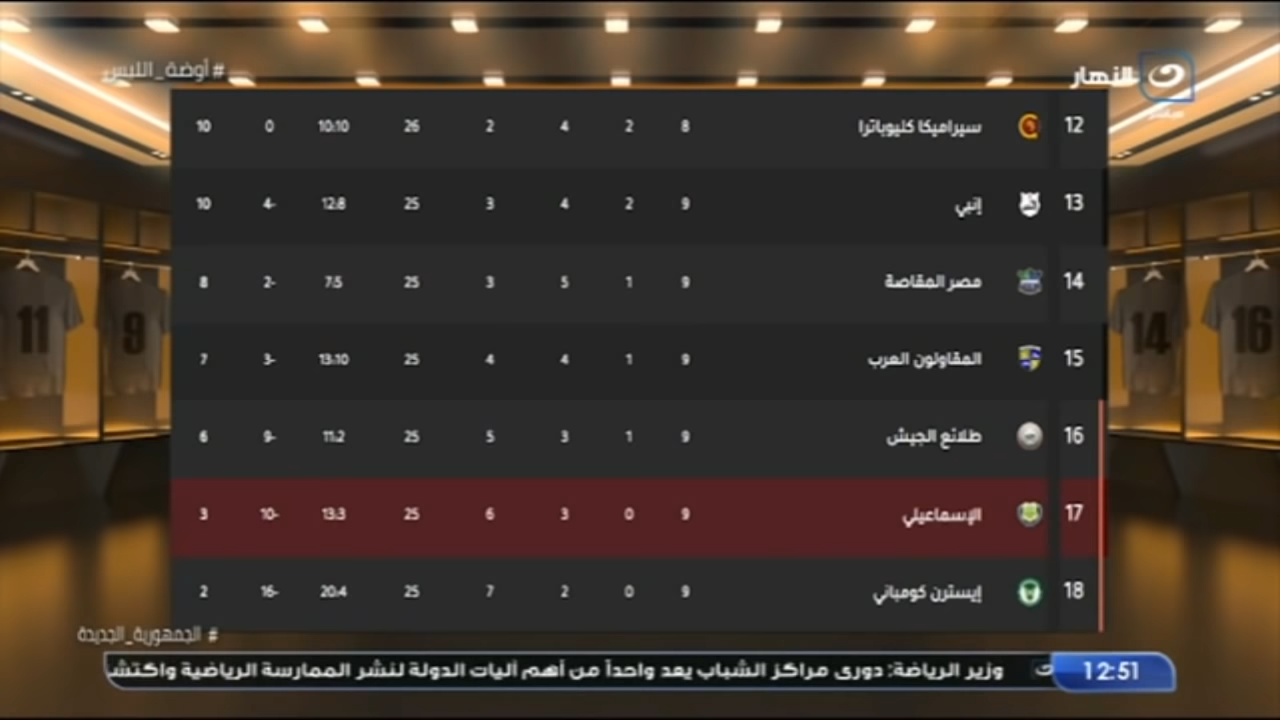 #أوضة_اللبس
النهار
مباشر
12 سيراميكا كليوباترا 8 2 4 2 26 10:10 0 10
13 إنبي 9 2 4 3 25 12:8 4- 10
14 مصر المقاصة 9 1 5 3 25 7:5 2- 8
15 المقاولون العرب 9 1 4 4 25 13:10 3- 7
16 طلائع الجيش 9 1 3 5 25 11:2 9- 6
17 الإسماعيلي 9 0 3 6 25 13:3 10- 3
18 إيسترن كومباني 9 0 2 7 25 20:4 16- 2
11 9 14 16
# الجمهورية_الجديدة
12:51 وزير الرياضة: دورى مراكز الشباب يعد واحداً من أهم آليات الدولة لنشر الممارسة الرياضية واكتش